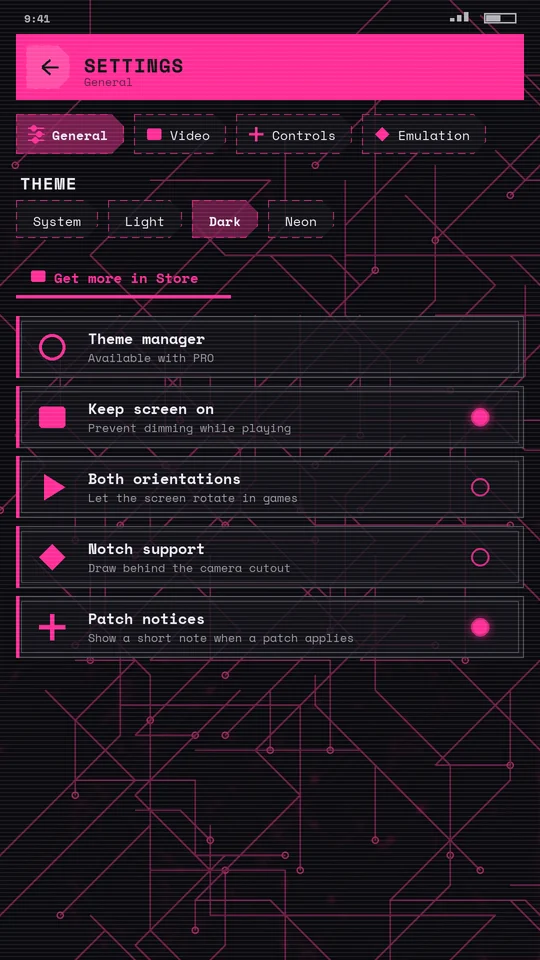 9:41
SETTINGS
General
General
Video
Controls
Emulation
THEME
System
Light
Dark
Neon
Get more in Store
Theme manager
Available with PRO
Keep screen on
Prevent dimming while playing
Both orientations
Let the screen rotate in games
Notch support
Draw behind the camera cutout
Patch notices
Show a short note when a patch applies